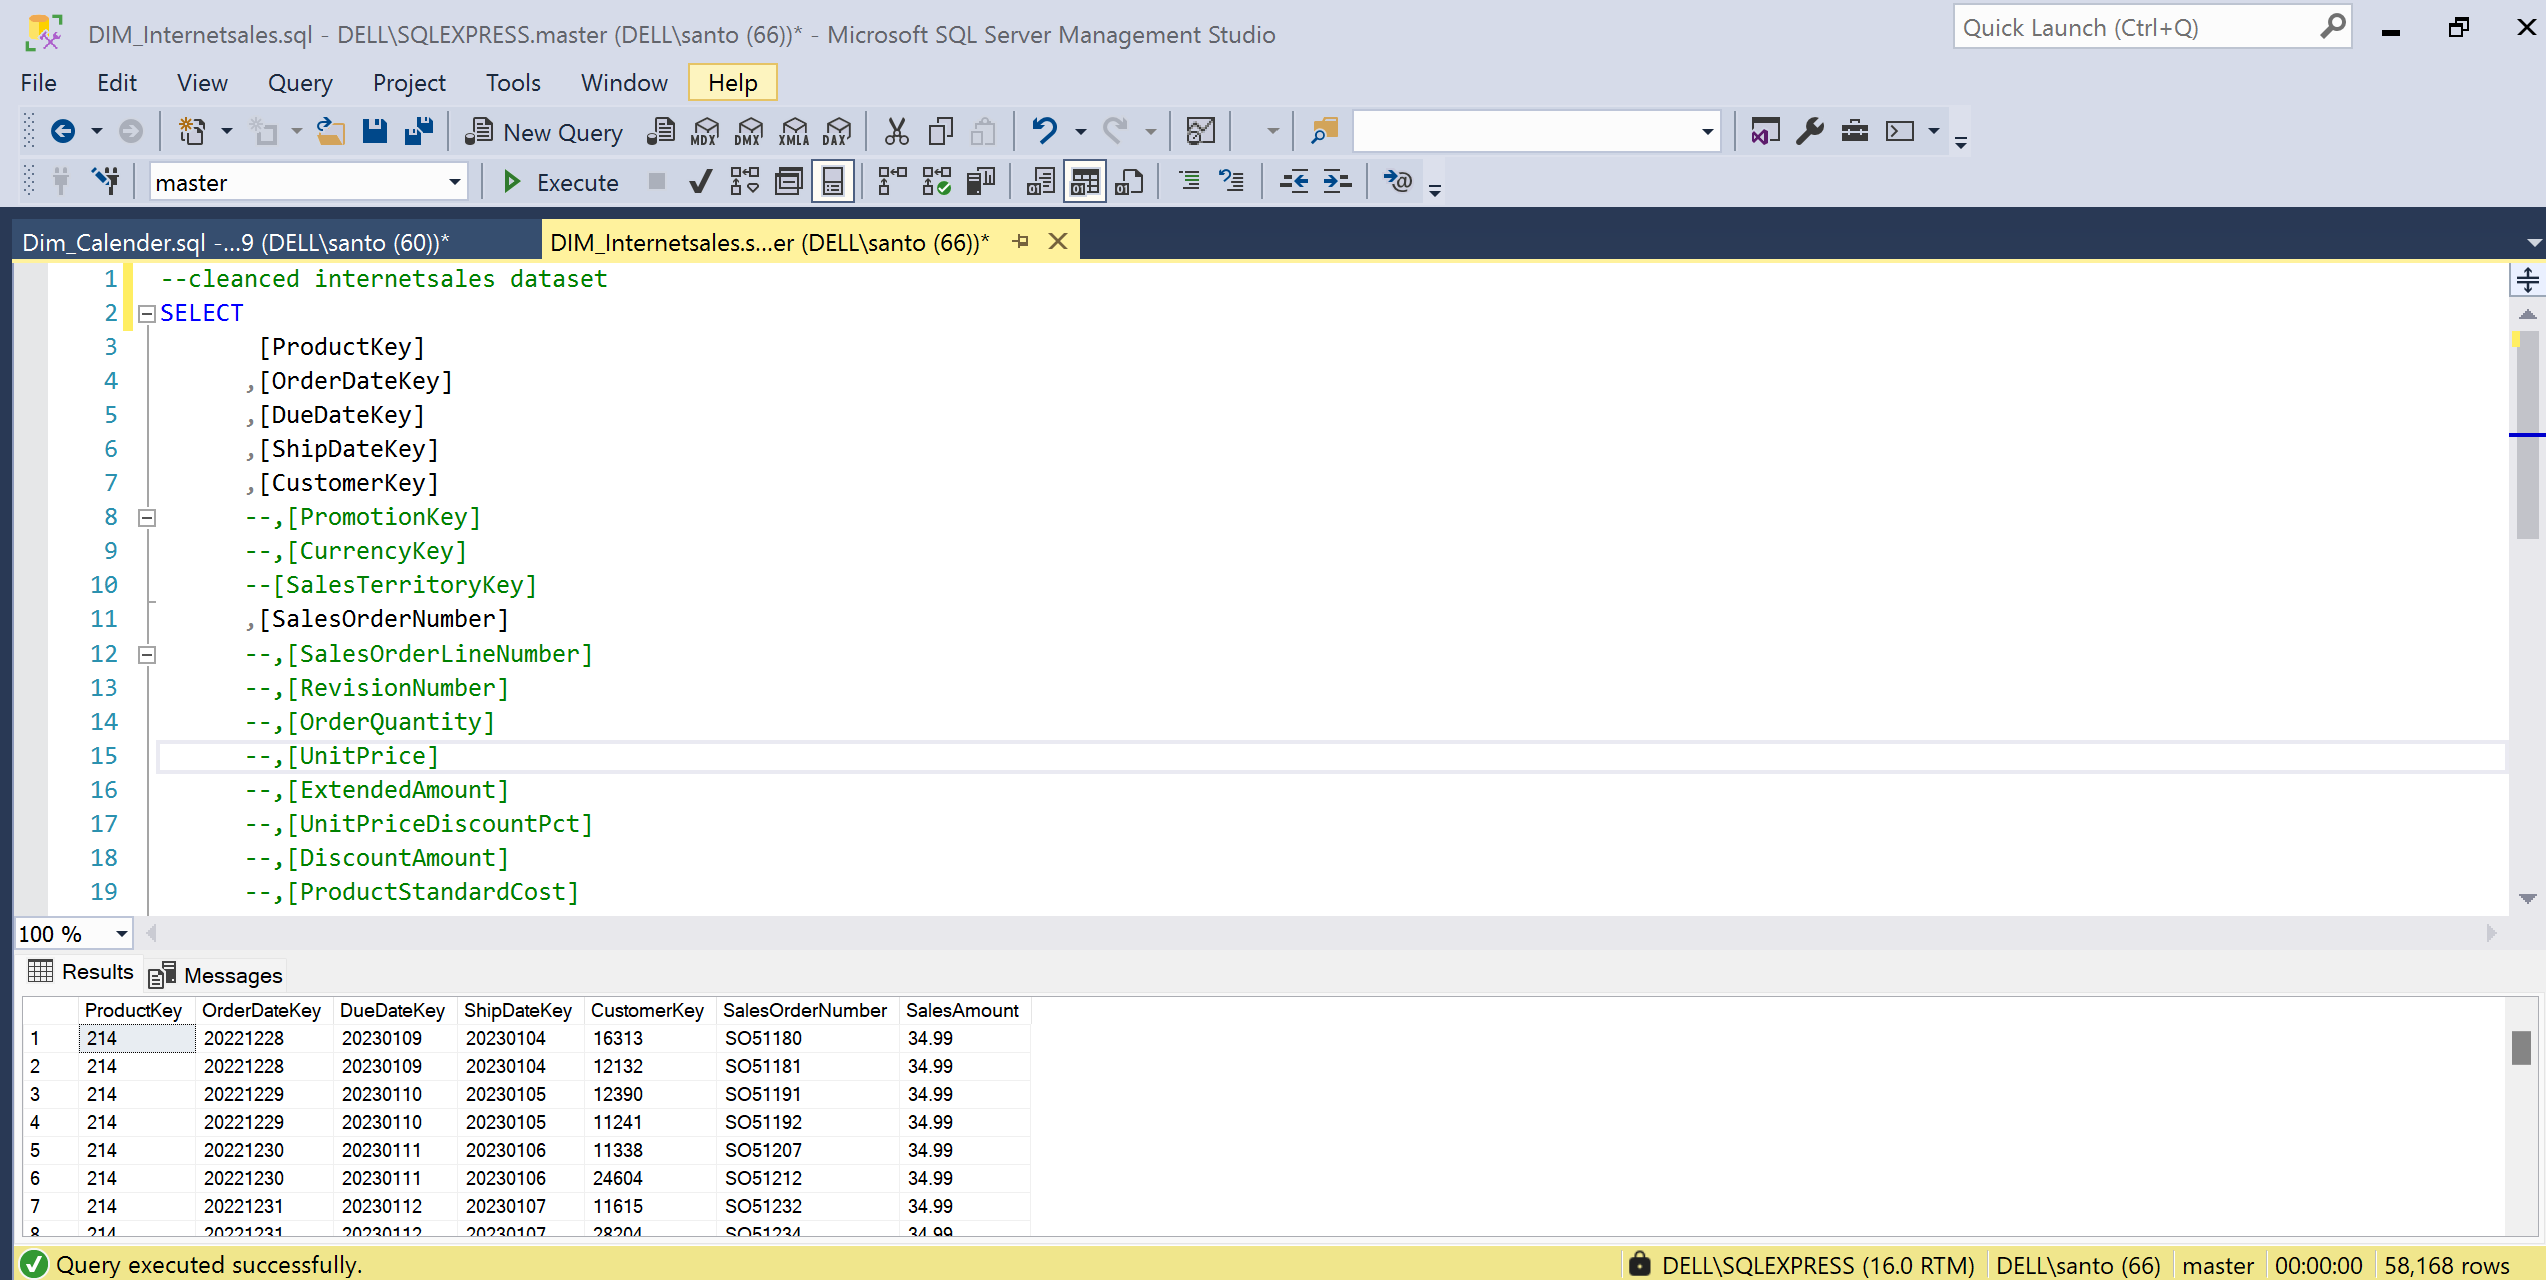 DIM_Internetsales.sql - DELL\SQLEXPRESS.master (DELL\santo (66))* - Microsoft SQL Server Management Studio
Quick Launch (Ctrl+Q)
File Edit View Query Project Tools Window Help
New Query MDX DMX XMLA DAX
master Execute
Dim_Calender.sql -...9 (DELL\santo (60))* DIM_Internetsales.s...er (DELL\santo (66))*
1 --cleanced internetsales dataset
2 SELECT
3 [ProductKey]
4 ,[OrderDateKey]
5 ,[DueDateKey]
6 ,[ShipDateKey]
7 ,[CustomerKey]
8 --,[PromotionKey]
9 --,[CurrencyKey]
10 --[SalesTerritoryKey]
11 ,[SalesOrderNumber]
12 --,[SalesOrderLineNumber]
13 --,[RevisionNumber]
14 --,[OrderQuantity]
15 --,[UnitPrice]
16 --,[ExtendedAmount]
17 --,[UnitPriceDiscountPct]
18 --,[DiscountAmount]
19 --,[ProductStandardCost]
100 %
Results Messages
ProductKey OrderDateKey DueDateKey ShipDateKey CustomerKey SalesOrderNumber SalesAmount
1 214 20221228 20230109 20230104 16313 SO51180 34.99
2 214 20221228 20230109 20230104 12132 SO51181 34.99
3 214 20221229 20230110 20230105 12390 SO51191 34.99
4 214 20221229 20230110 20230105 11241 SO51192 34.99
5 214 20221230 20230111 20230106 11338 SO51207 34.99
6 214 20221230 20230111 20230106 24604 SO51212 34.99
7 214 20221231 20230112 20230107 11615 SO51232 34.99
8 214 20221231 20230112 20230107 28204 SO51234 34.99
Query executed successfully. DELL\SQLEXPRESS (16.0 RTM) DELL\santo (66) master 00:00:00 58,168 rows